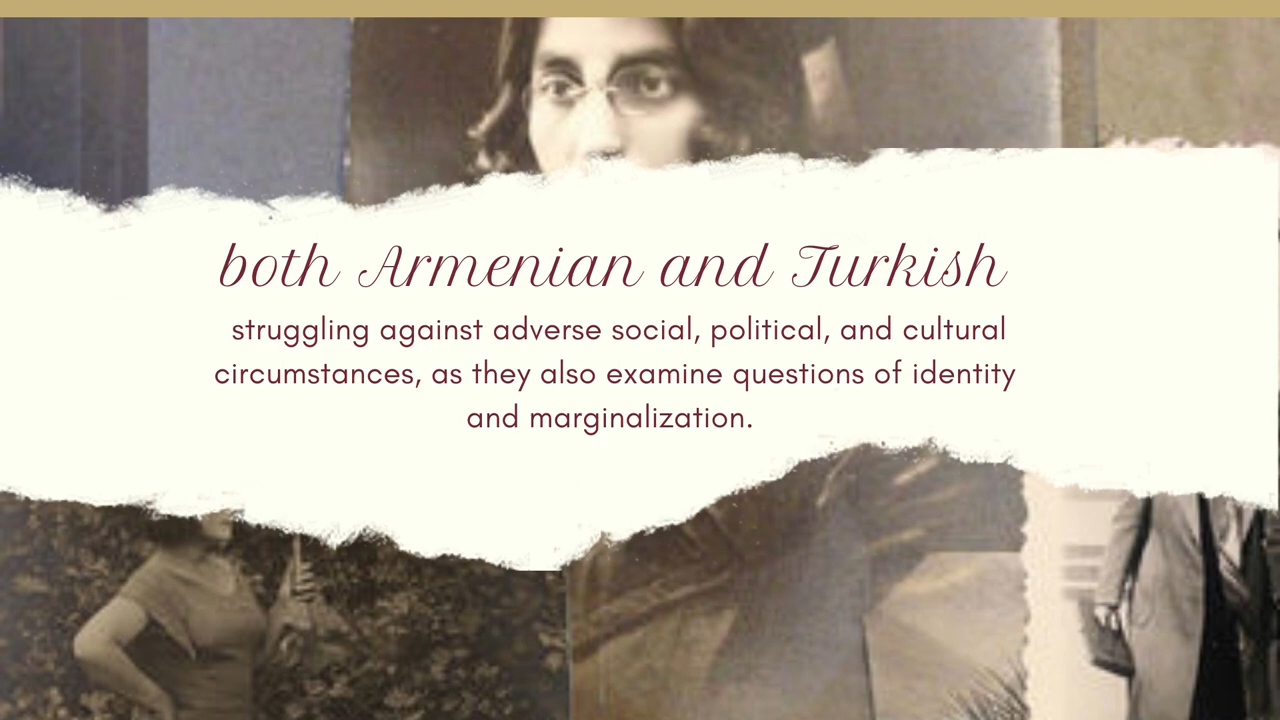 both Armenian and Turkish
struggling against adverse social, political, and cultural
circumstances, as they also examine questions of identity
and marginalization.